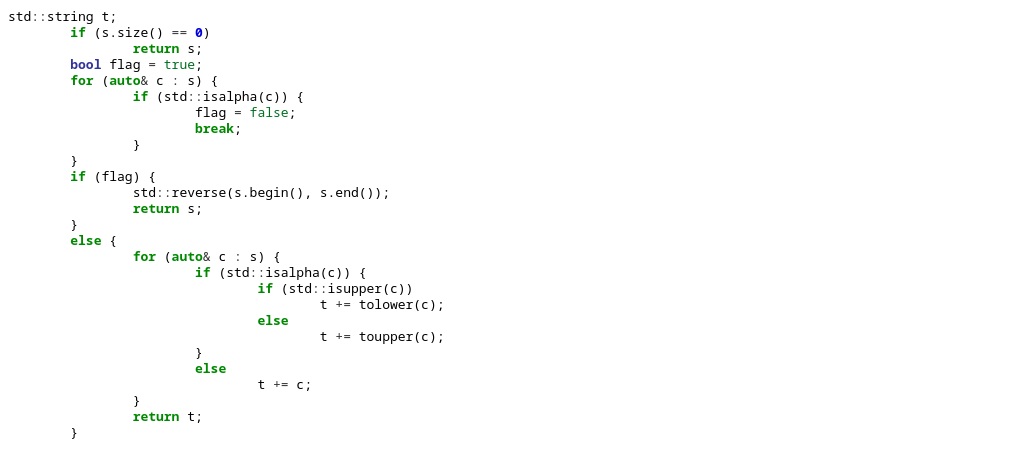 std::string t;
        if (s.size() == 0)
                return s;
        bool flag = true;
        for (auto& c : s) {
                if (std::isalpha(c)) {
                        flag = false;
                        break;
                }
        }
        if (flag) {
                std::reverse(s.begin(), s.end());
                return s;
        }
        else {
                for (auto& c : s) {
                        if (std::isalpha(c)) {
                                if (std::isupper(c))
                                        t += tolower(c);
                                else
                                        t += toupper(c);
                        }
                        else
                                t += c;
                }
                return t;
        }